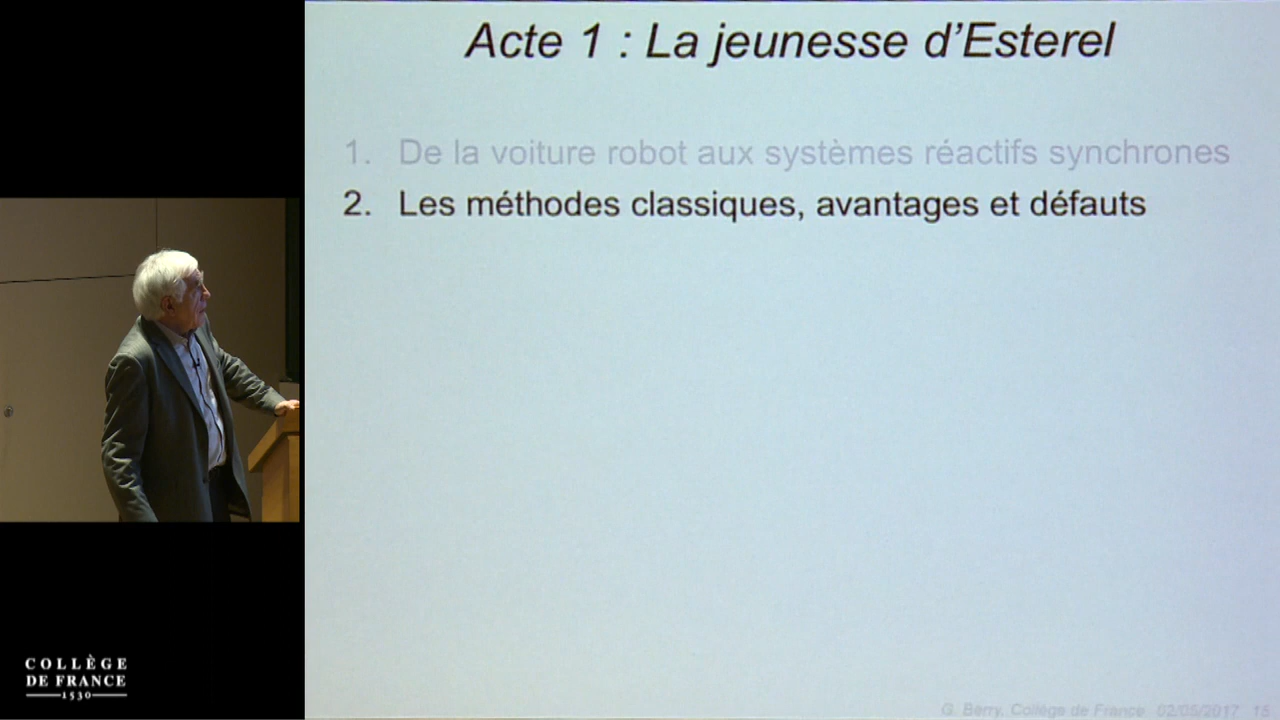 Acte 1 : La jeunesse d'Esterel
1. De la voiture robot aux systèmes réactifs synchrones
2. Les méthodes classiques, avantages et défauts
COLLÈGE
DE FRANCE
1530
G. Berry, Collège de France 02/05/2017 15